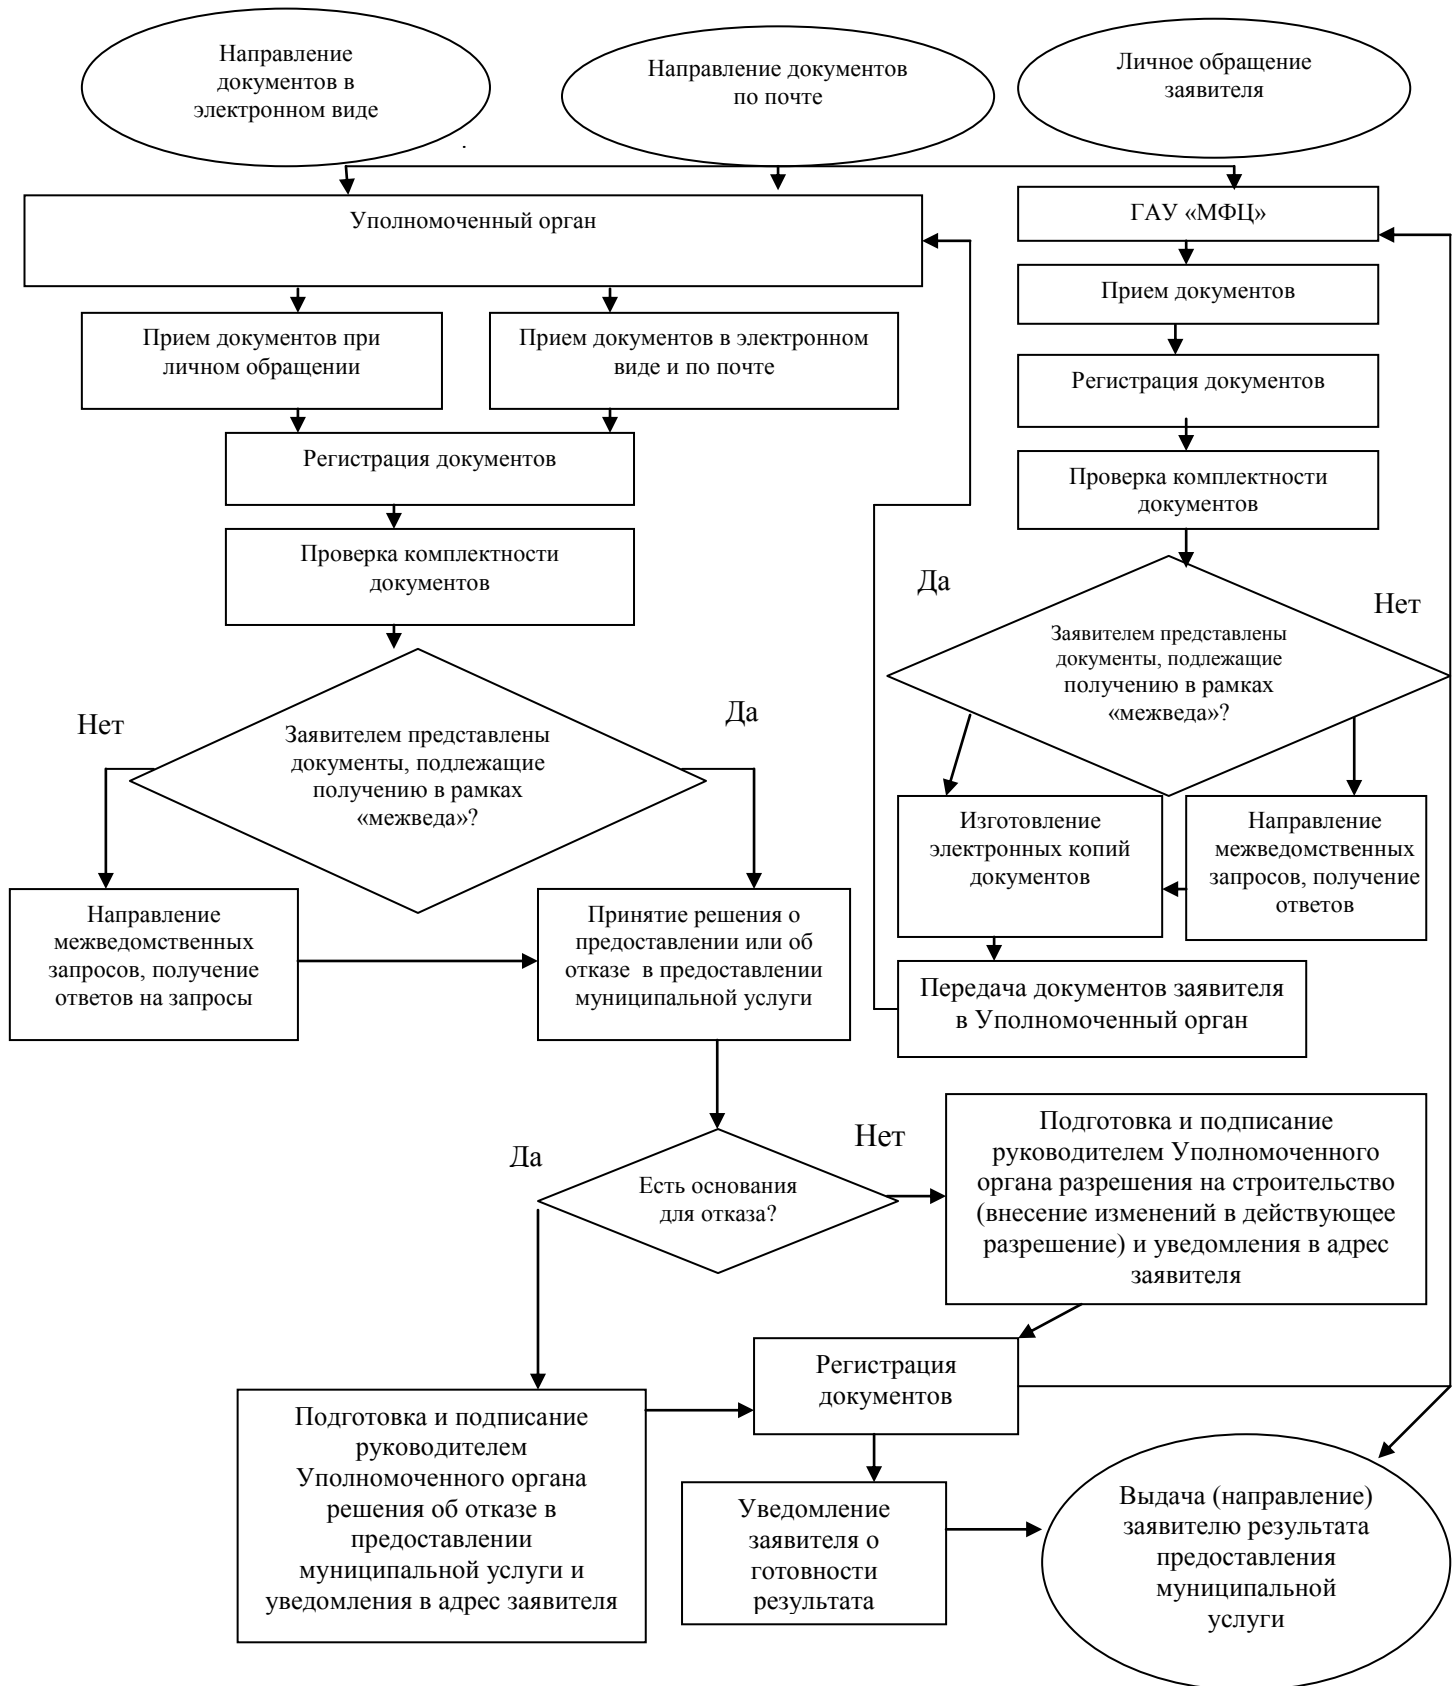 Направление
документов в
электронном виде
Направление документов
по почте
Личное обращение
заявителя
.
Уполномоченный орган
ГАУ «МФЦ»
Прием документов
Прием документов при
личном обращении
Прием документов в электронном
виде и по почте
Регистрация документов
Регистрация документов
Проверка комплектности
документов
Проверка комплектности
документов
Да
Нет
Заявителем представлены
документы, подлежащие
получению в рамках
«межведа»?
Нет
Да
Заявителем представлены
документы, подлежащие
получению в рамках
«межведа»?
Изготовление
электронных копий
документов
Направление
межведомственных
запросов, получение
ответов
Направление
межведомственных
запросов, получение
ответов на запросы
Принятие решения о
предоставлении или об
отказе в предоставлении
муниципальной услуги
Передача документов заявителя
в Уполномоченный орган
Да
Нет
Есть основания
для отказа?
Подготовка и подписание
руководителем Уполномоченного
органа разрешения на строительство
(внесение изменений в действующее
разрешение) и уведомления в адрес
заявителя
Регистрация
документов
Подготовка и подписание
руководителем
Уполномоченного органа
решения об отказе в
предоставлении
муниципальной услуги и
уведомления в адрес заявителя
Уведомление
заявителя о
готовности
результата
Выдача (направление)
заявителю результата
предоставления
муниципальной
услуги